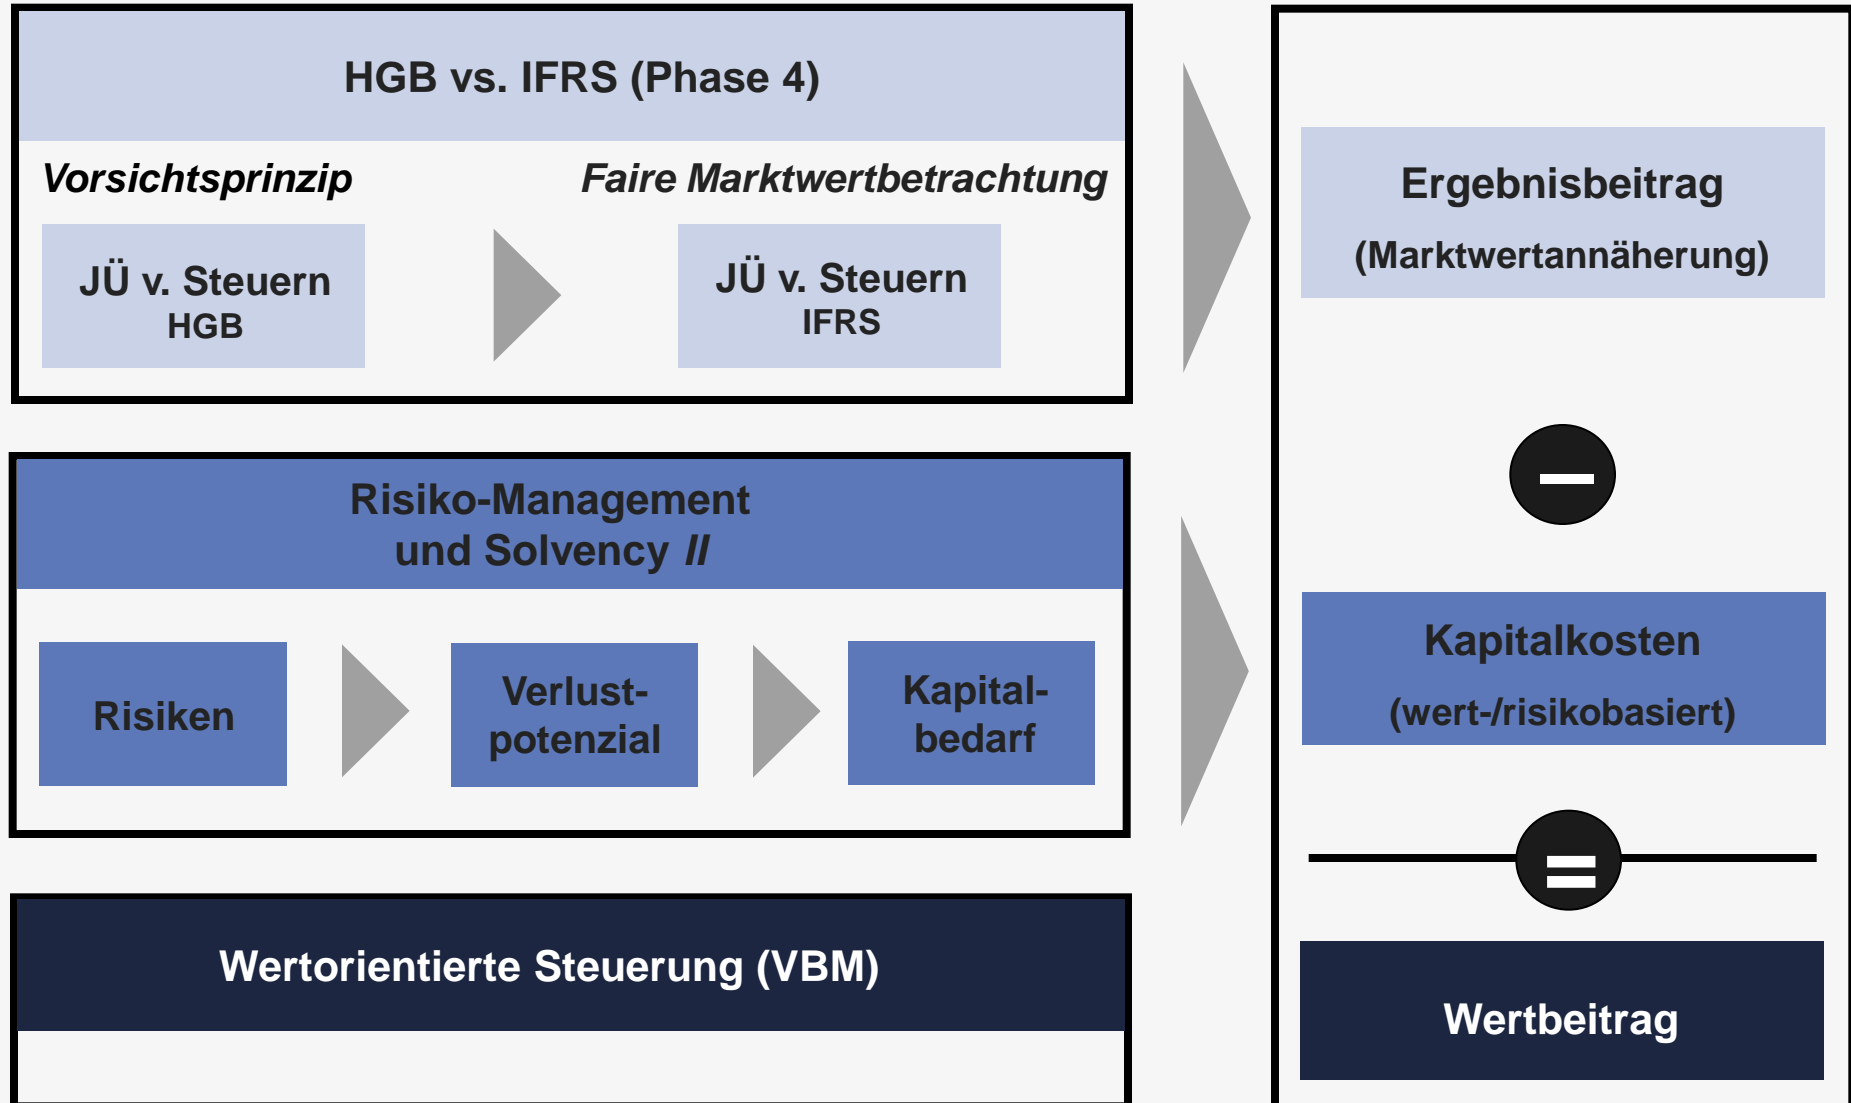 HGB vs. IFRS (Phase 4)
Vorsichtsprinzip
Faire Marktwertbetrachtung
JÜ v. Steuern
HGB
JÜ v. Steuern
IFRS
Risiko-Management
und Solvency II
Risiken
Verlust-
potenzial
Kapital-
bedarf
Wertorientierte Steuerung (VBM)
Ergebnisbeitrag
(Marktwertannäherung)
–
Kapitalkosten
(wert-/risikobasiert)
=
Wertbeitrag